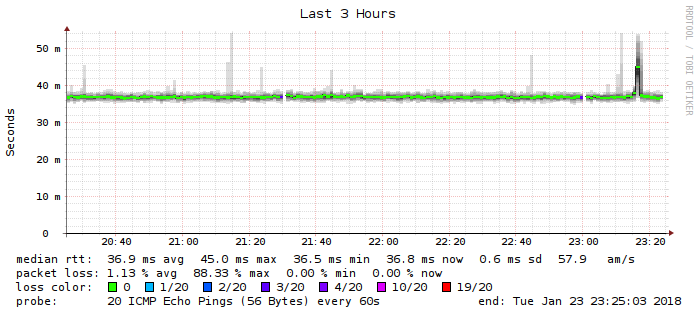 Last 3 Hours
RRDTOOL / TOBI OETIKER
Seconds
50 m
40 m
30 m
20 m
10 m
0
20:40 21:00 21:20 21:40 22:00 22:20 22:40 23:00 23:20
median rtt: 36.9 ms avg 45.0 ms max 36.5 ms min 36.8 ms now 0.6 ms sd 57.9 am/s
packet loss: 1.13 % avg 88.33 % max 0.00 % min 0.00 % now
loss color: 0 1/20 2/20 3/20 4/20 10/20 19/20
probe: 20 ICMP Echo Pings (56 Bytes) every 60s end: Tue Jan 23 23:25:03 2018